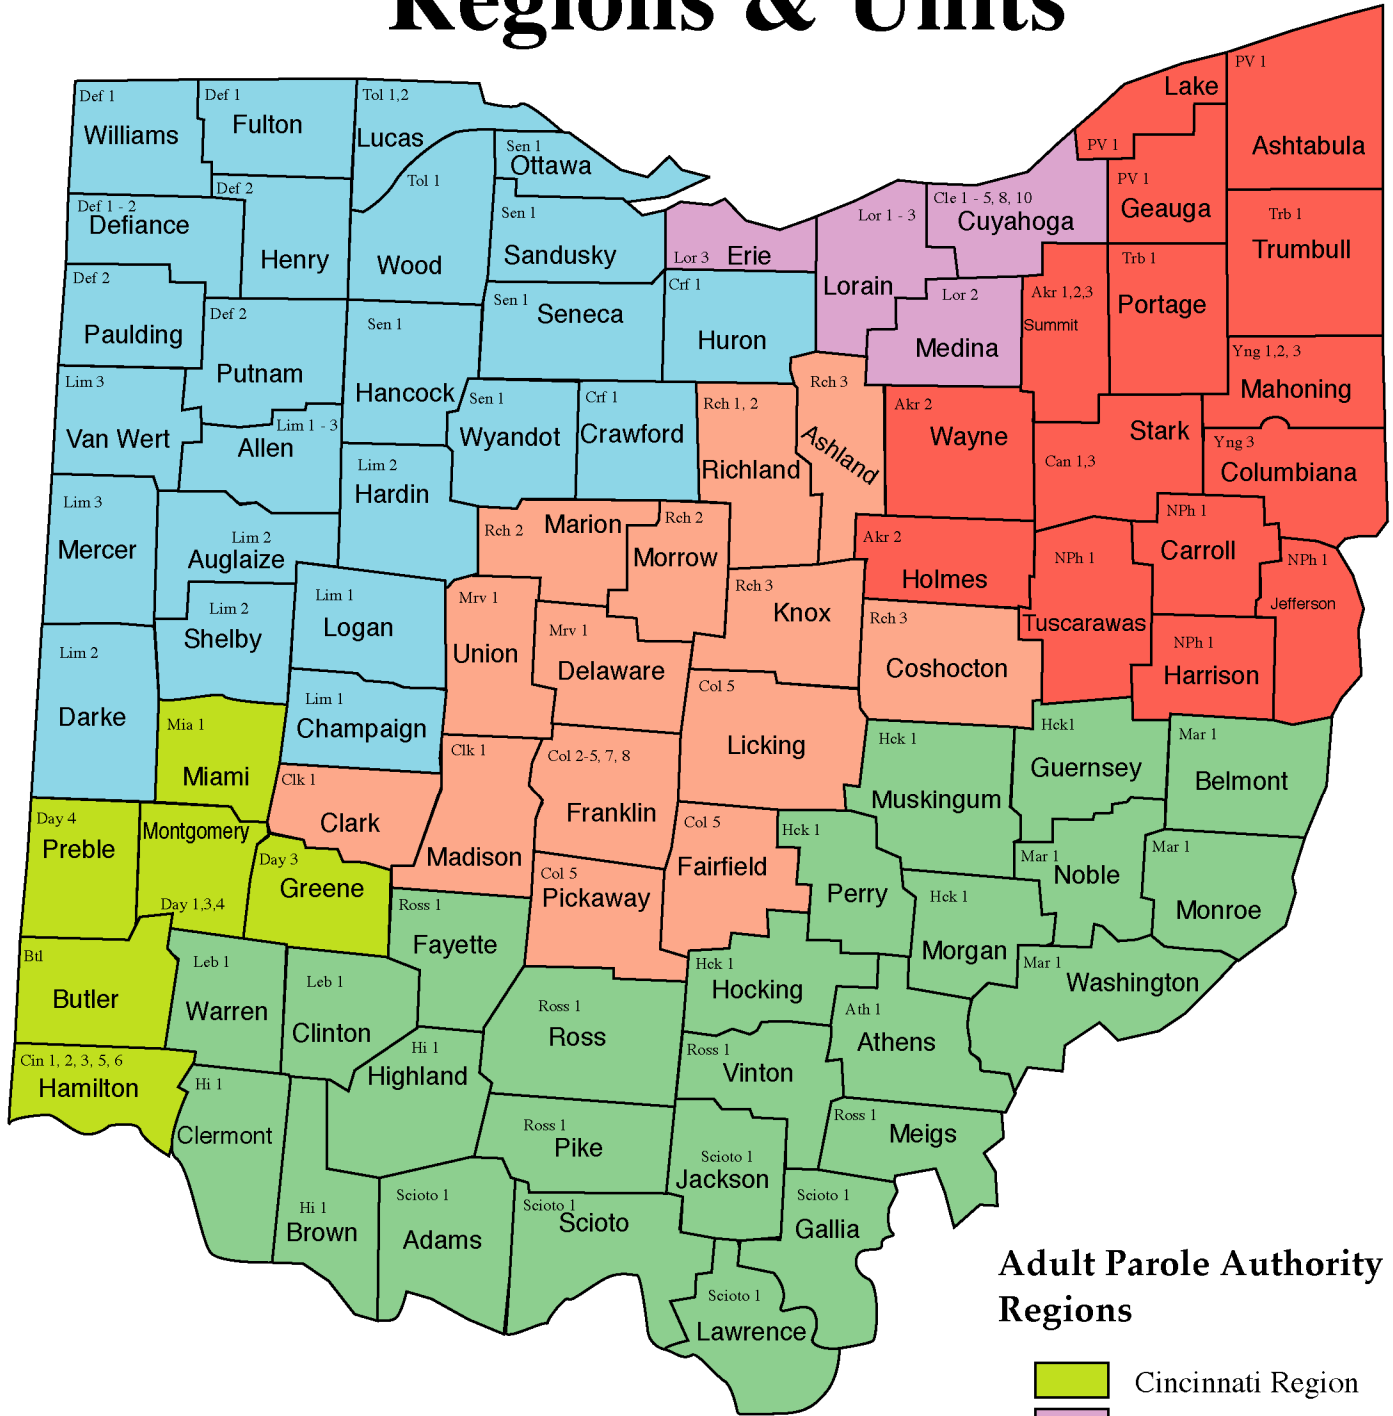 Regions & Units
PV 1
Lake
Def 1
Williams
Def 1
Fulton
Tol 1,2
Lucas
PV 1
Ashtabula
Sen 1
Ottawa
Tol 1
PV 1
Geauga
Def 2
Def 1 - 2
Defiance
Henry
Wood
Sen 1
Sandusky
Lor 3
Erie
Lor 1 - 3
Lorain
Cle 1 - 5, 8, 10
Cuyahoga
Trb 1
Trumbull
Trb 1
Portage
Def 2
Paulding
Def 2
Putnam
Sen 1
Hancock
Sen 1
Seneca
Crf 1
Huron
Lor 2
Medina
Akr 1,2,3
Summit
Yng 1,2, 3
Mahoning
Lim 3
Van Wert
Lim 1 - 3
Allen
Sen 1
Wyandot
Crf 1
Crawford
Rch 1, 2
Richland
Rch 3
Ashland
Akr 2
Wayne
Stark
Can 1,3
Yng 3
Columbiana
Lim 2
Hardin
Lim 3
Mercer
Lim 2
Auglaize
Rch 2
Marion
Rch 2
Morrow
Akr 2
Holmes
NPh 1
Tuscarawas
NPh 1
Carroll
NPh 1
Jefferson
Lim 2
Shelby
Lim 1
Logan
Mrv 1
Union
Mrv 1
Delaware
Rch 3
Knox
Rch 3
Coshocton
NPh 1
Harrison
Lim 2
Darke
Mia 1
Miami
Lim 1
Champaign
Clk 1
Clark
Clk 1
Madison
Col 2-5, 7, 8
Franklin
Col 5
Licking
Hck 1
Muskingum
Hck1
Guernsey
Mar 1
Belmont
Day 4
Preble
Montgomery
Day 1,3,4
Day 3
Greene
Col 5
Pickaway
Col 5
Fairfield
Hck 1
Perry
Hck 1
Morgan
Mar 1
Noble
Mar 1
Monroe
Ross 1
Fayette
Btl
Butler
Leb 1
Warren
Leb 1
Clinton
Ross 1
Ross
Hck 1
Hocking
Ath 1
Athens
Mar 1
Washington
Cin 1, 2, 3, 5, 6
Hamilton
Hi 1
Clermont
Hi 1
Highland
Ross 1
Vinton
Ross 1
Pike
Ross 1
Meigs
Scioto 1
Jackson
Hi 1
Brown
Scioto 1
Adams
Scioto 1
Scioto
Scioto 1
Gallia
Scioto 1
Lawrence
Adult Parole Authority
Regions
Cincinnati Region